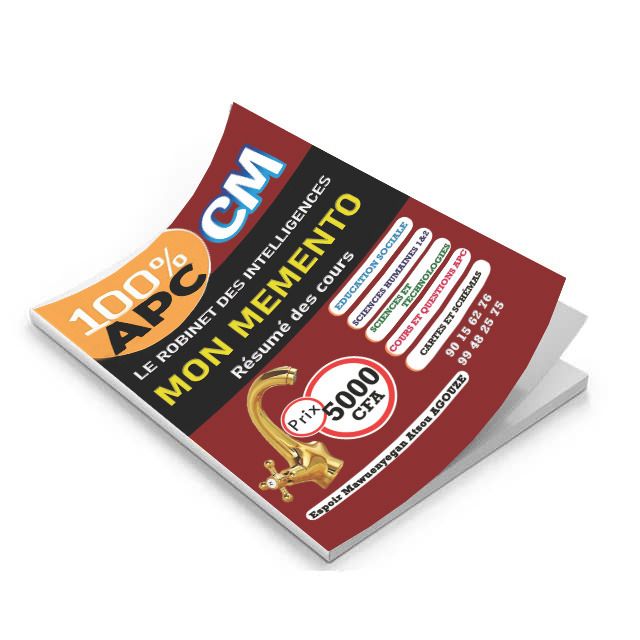 CM
100%
APC
LE ROBINET DES INTELLIGENCES
MON MEMENTO
Résumé des cours
EDUCATION SOCIALE
SCIENCES HUMAINES 1&2
SCIENCES ET
TECHNOLOGIES
COURS ET QUESTIONS APC
CARTES ET SCHÉMAS
90 15 62 76
99 48 25 75
Prix
5000
CFA
Espoir Mawuenyegan Atsou AGOUZE